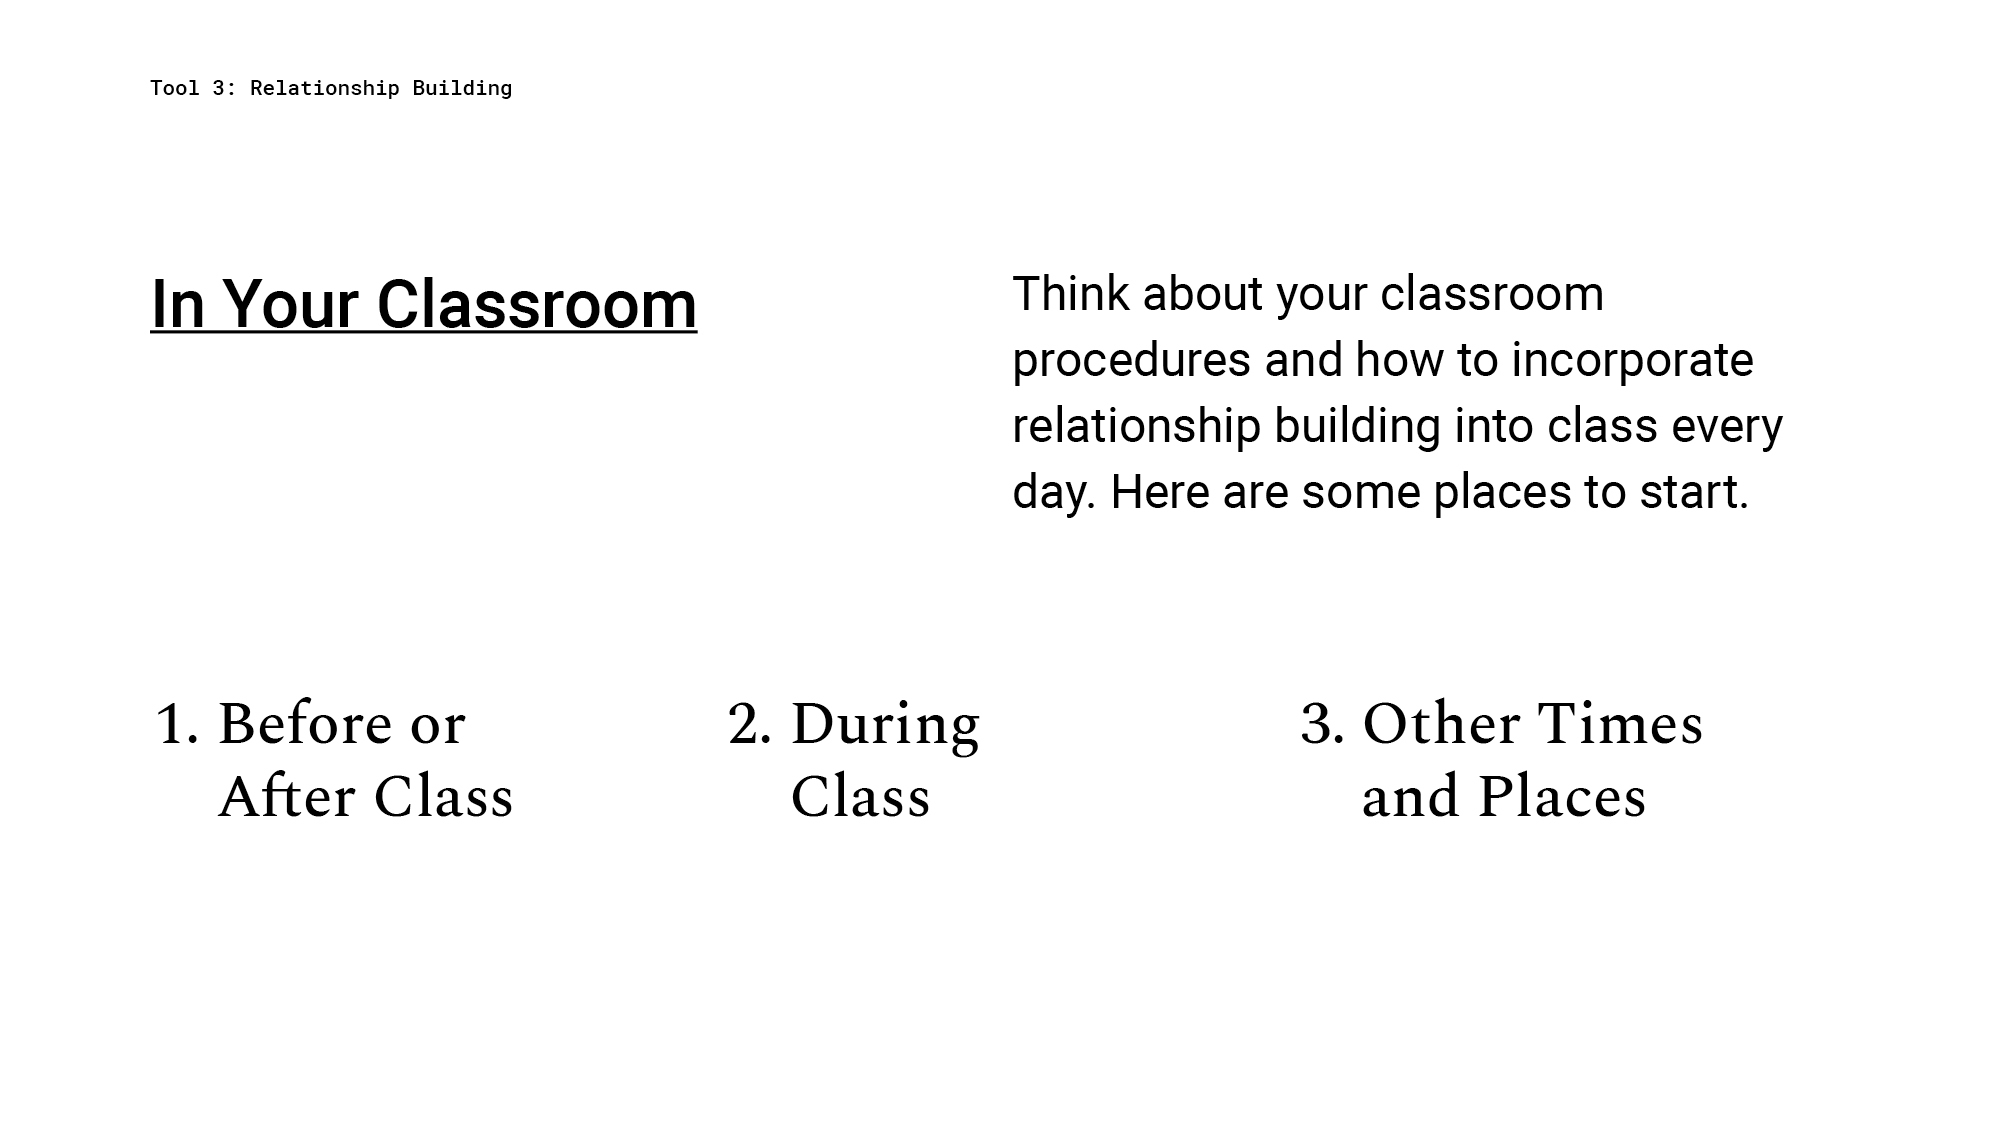 Tool 3: Relationship Building
In Your Classroom
Think about your classroom
procedures and how to incorporate
relationship building into class every
day. Here are some places to start.
1. Before or
After Class
2. During
Class
3. Other Times
and Places